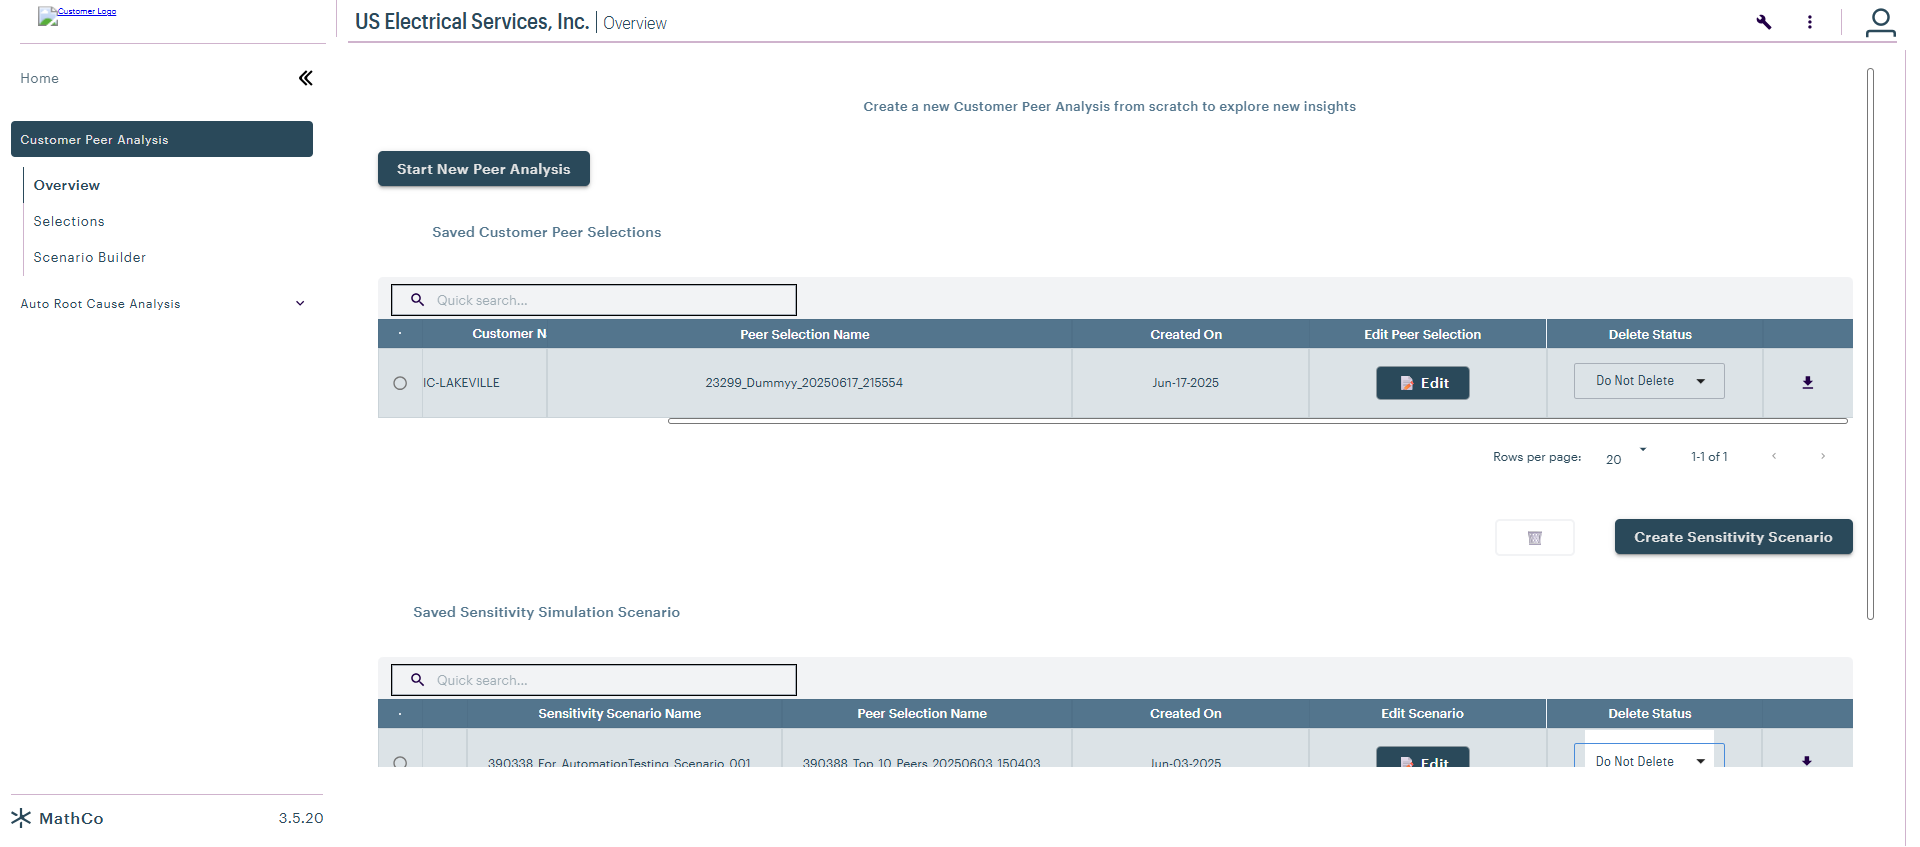 Customer Logo
US Electrical Services, Inc. Overview
Home
Create a new Customer Peer Analysis from scratch to explore new insights
Customer Peer Analysis
Start New Peer Analysis
Overview
Selections
Saved Customer Peer Selections
Scenario Builder
Auto Root Cause Analysis
Quick search...
Customer N Peer Selection Name Created On Edit Peer Selection Delete Status
IC-LAKEVILLE 23299_Dummyy_20250617_215554 Jun-17-2025 Edit Do Not Delete
Rows per page: 20 1-1 of 1
Create Sensitivity Scenario
Saved Sensitivity Simulation Scenario
Quick search...
Sensitivity Scenario Name Peer Selection Name Created On Edit Scenario Delete Status
390338_For_AutomationTesting_Scenario_001 390388_Top_10_Peers_20250603_150403 Jun-03-2025 Edit Do Not Delete
MathCo 3.5.20